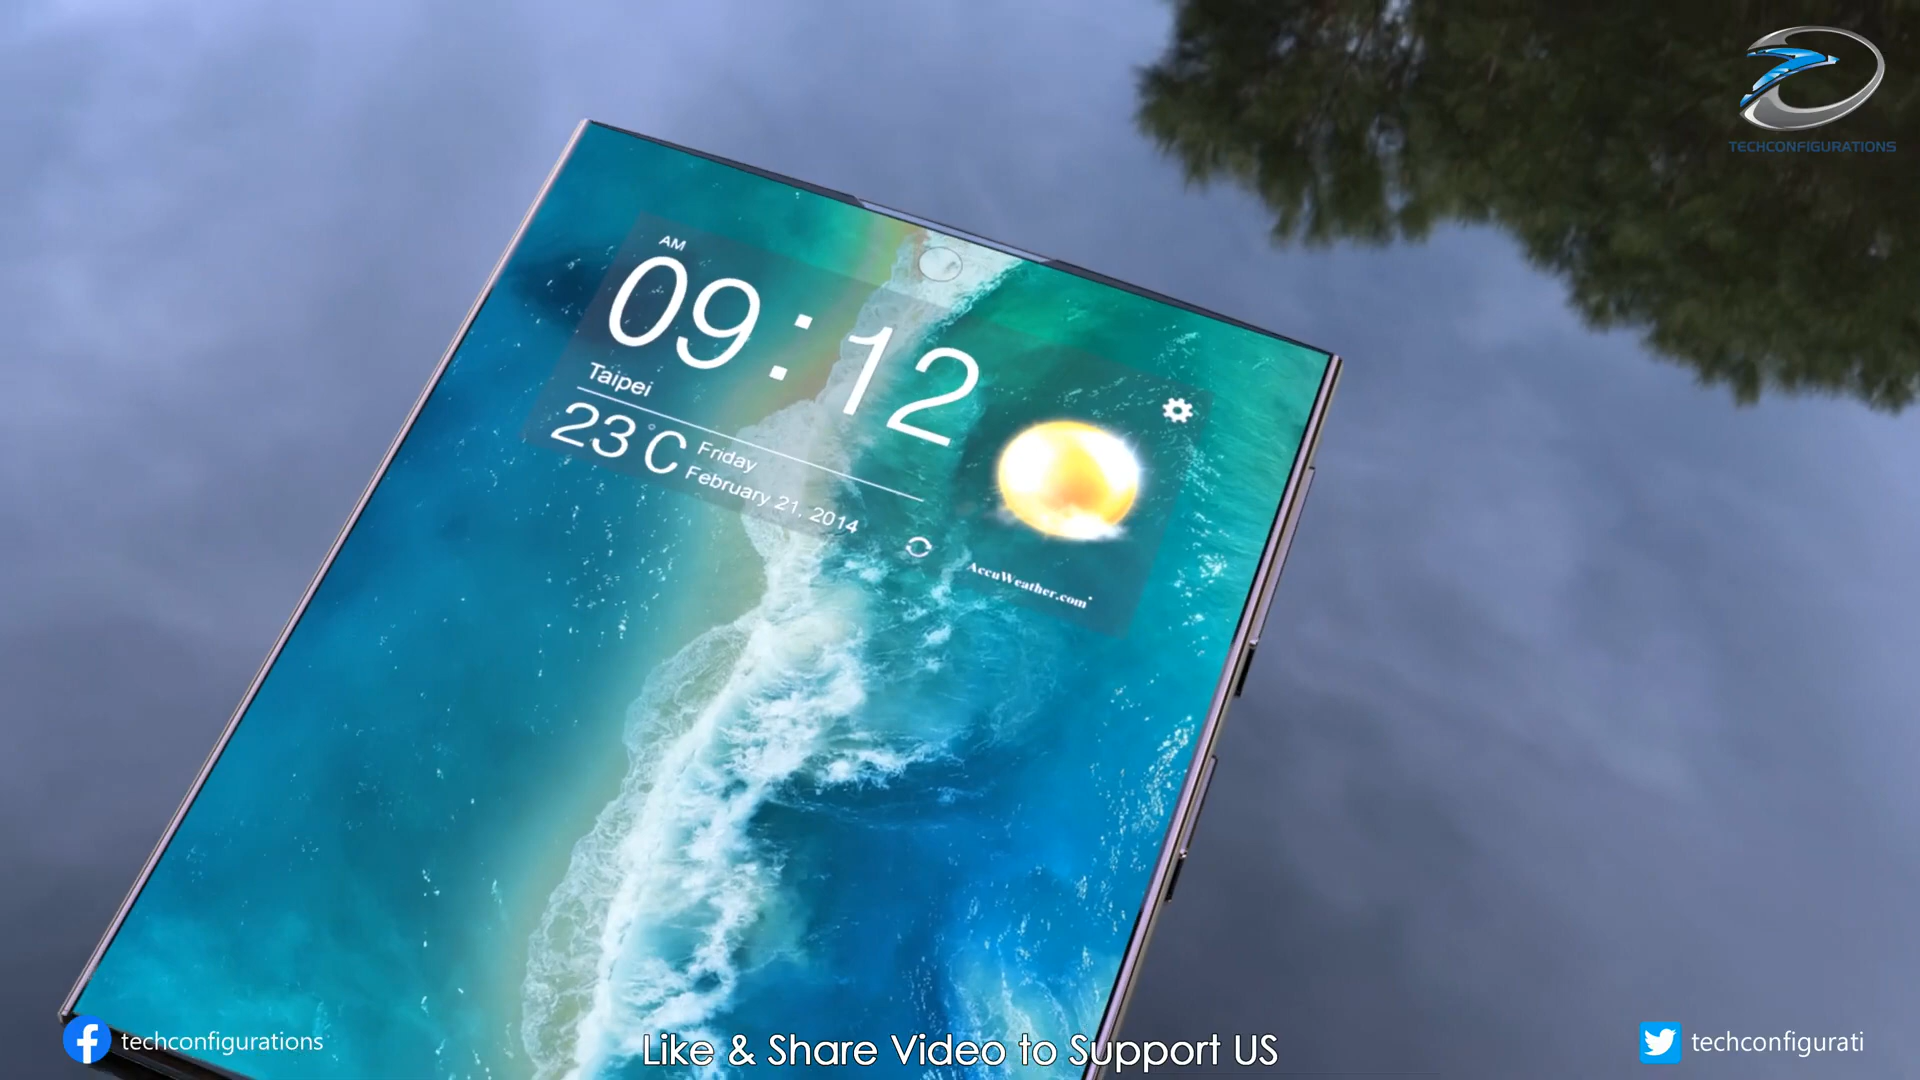 TECHCONFIGURATIONS
AM
09:12
Taipei
23°C
Friday
February 21, 2014
AccuWeather.com
techconfigurations
Like & Share Video to Support US
techconfigurati